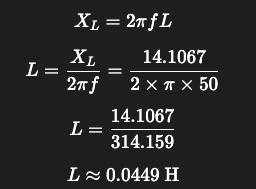 X_L = 2πfL
L = X_L / 2πf = 14.1067 / 2 × π × 50
L = 14.1067 / 314.159
L ≈ 0.0449 H